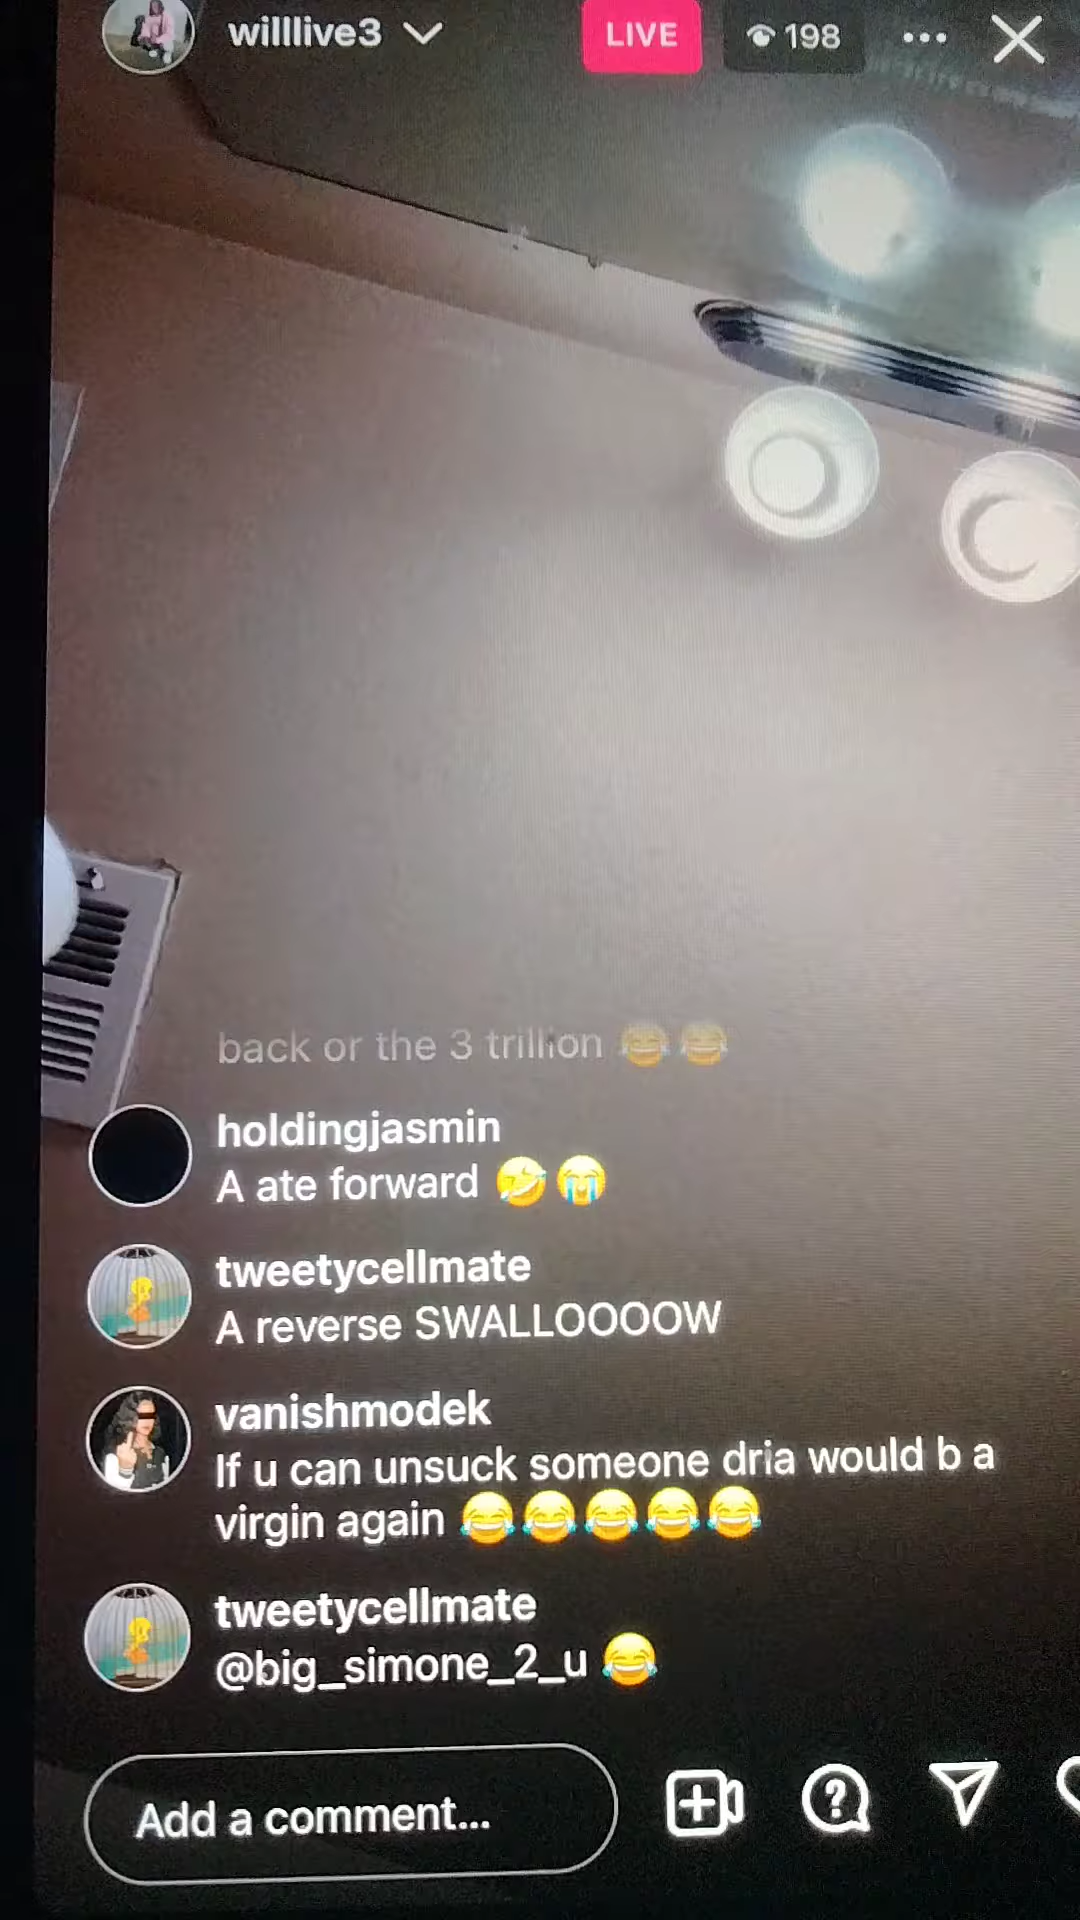 willlive3
LIVE
198
back or the 3 trillion 😂😂
holdingjasmin
A ate forward 🤣😭
tweetycellmate
A reverse SWALLOOOOW
vanishmodek
If u can unsuck someone dria would b a
virgin again 😂😂😂😂😂
tweetycellmate
@big_simone_2_u 😂
Add a comment...